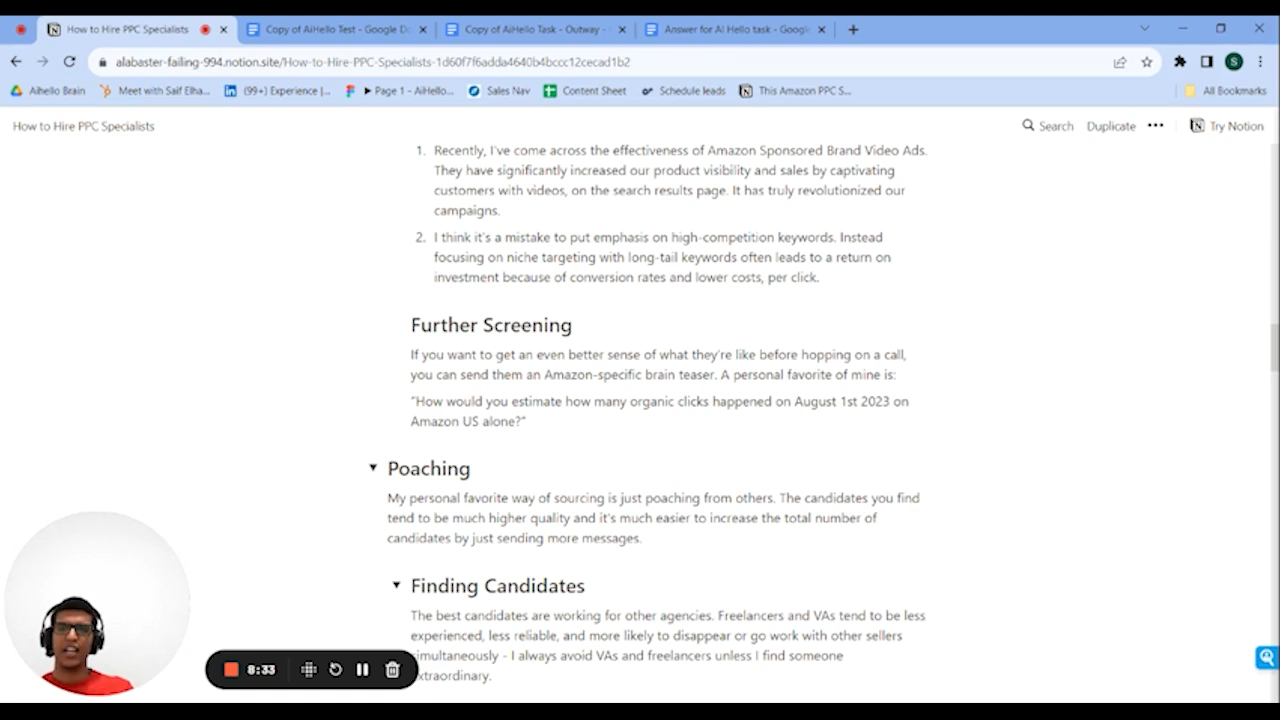 How to Hire PPC Specialists
Copy of AiHello Test - Google Do
Copy of AiHello Task - Outway -
Answer for AI Hello task - Google
alabaster-failing-994.notion.site/How-to-Hire-PPC-Specialists-1d60f7f6adda4640b4bccc12cecad1b2
S
Aihello Brain
Meet with Saif Elha...
(99+) Experience |...
Page 1 - AiHello...
Sales Nav
Content Sheet
Schedule leads
This Amazon PPC S...
All Bookmarks
How to Hire PPC Specialists
Search
Duplicate
Try Notion
1. Recently, I've come across the effectiveness of Amazon Sponsored Brand Video Ads.
They have significantly increased our product visibility and sales by captivating
customers with videos, on the search results page. It has truly revolutionized our
campaigns.
2. I think it's a mistake to put emphasis on high-competition keywords. Instead
focusing on niche targeting with long-tail keywords often leads to a return on
investment because of conversion rates and lower costs, per click.
Further Screening
If you want to get an even better sense of what they're like before hopping on a call,
you can send them an Amazon-specific brain teaser. A personal favorite of mine is:
"How would you estimate how many organic clicks happened on August 1st 2023 on
Amazon US alone?"
Poaching
My personal favorite way of sourcing is just poaching from others. The candidates you find
tend to be much higher quality and it's much easier to increase the total number of
candidates by just sending more messages.
Finding Candidates
The best candidates are working for other agencies. Freelancers and VAs tend to be less
experienced, less reliable, and more likely to disappear or go work with other sellers
imultaneously - I always avoid VAs and freelancers unless I find someone
xtraordinary.
8:33